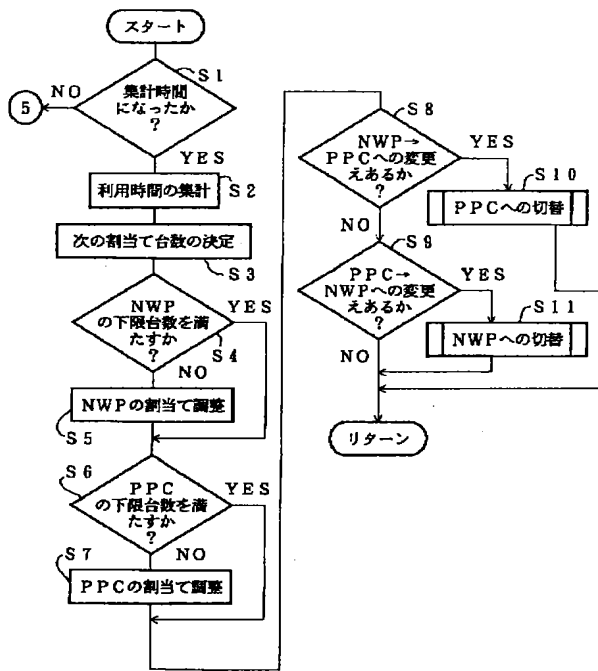 スタート
S1
集計時間
になったか
?
NO
5
YES
利用時間の集計
S2
次の割当て台数の決定
S3
NWP
の下限台数を満
たすか
?
YES
S4
NO
NWPの割当て調整
S5
S6
PPC
の下限台数を満
たすか
?
YES
NO
S7
PPCの割当て調整
S8
NWP→
PPCへの変更
えあるか
?
YES
S10
PPCへの切替
NO
S9
PPC→
NWPへの変更
えあるか
?
YES
S11
NWPへの切替
NO
リターン